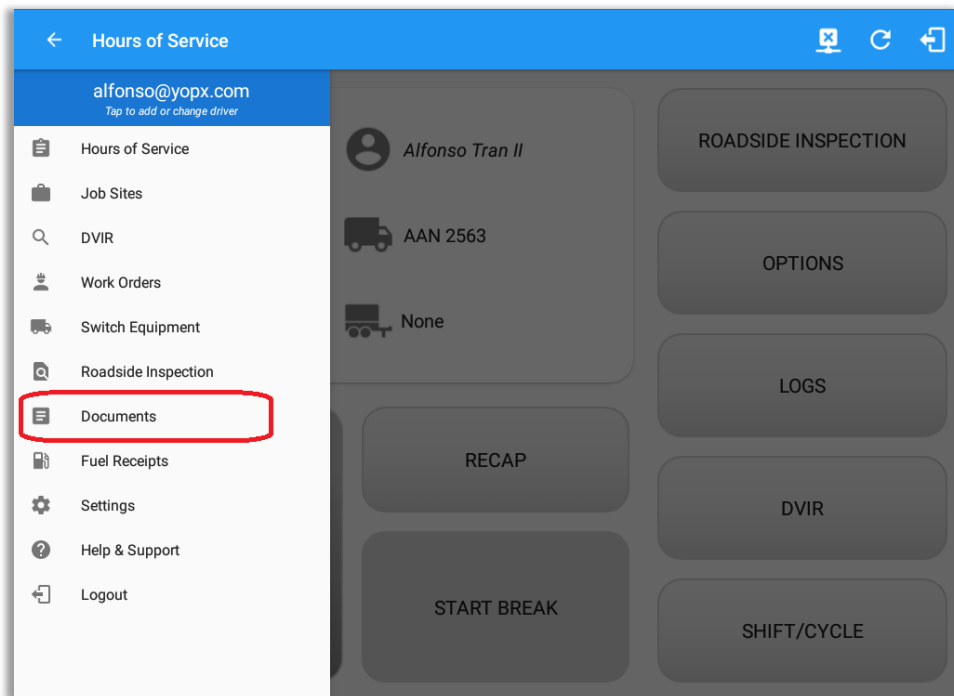 Hours of Service
alfonso@yopx.com
Tap to add or change driver
Hours of Service
Job Sites
DVIR
Work Orders
Switch Equipment
Roadside Inspection
Documents
Fuel Receipts
Settings
Help & Support
Logout
Alfonso Tran II
AAN 2563
None
RECAP
START BREAK
ROADSIDE INSPECTION
OPTIONS
LOGS
DVIR
SHIFT/CYCLE